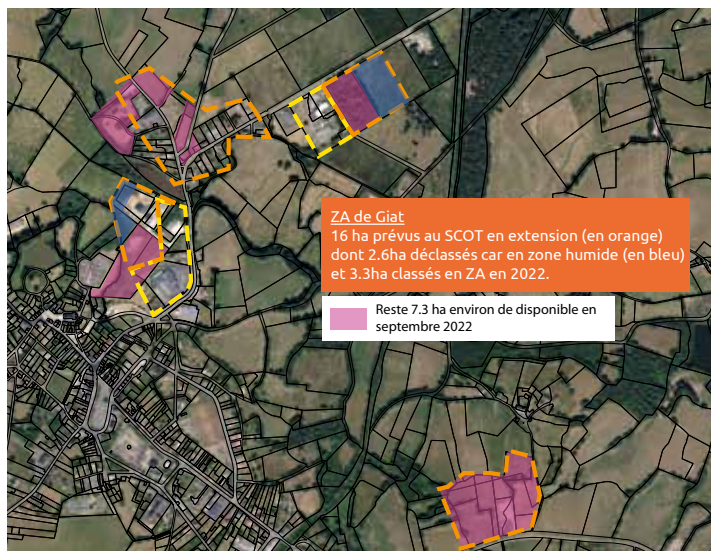 ZA de Giat
16 ha prévus au SCOT en extension (en orange)
dont 2.6ha déclassés car en zone humide (en bleu)
et 3.3ha classés en ZA en 2022.
Reste 7.3 ha environ de disponible en
septembre 2022